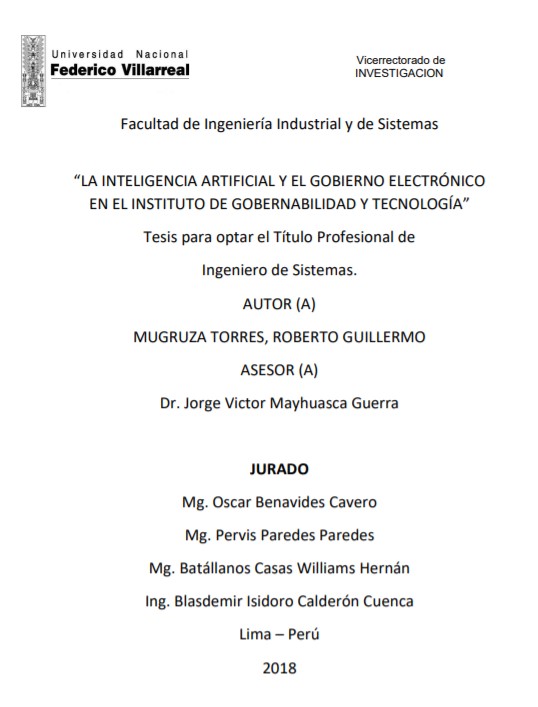 Universidad Nacional
Federico Villarreal
Vicerrectorado de
INVESTIGACION
Facultad de Ingeniería Industrial y de Sistemas
“LA INTELIGENCIA ARTIFICIAL Y EL GOBIERNO ELECTRÓNICO
EN EL INSTITUTO DE GOBERNABILIDAD Y TECNOLOGÍA”
Tesis para optar el Título Profesional de
Ingeniero de Sistemas.
AUTOR (A)
MUGRUZA TORRES, ROBERTO GUILLERMO
ASESOR (A)
Dr. Jorge Victor Mayhuasca Guerra
JURADO
Mg. Oscar Benavides Cavero
Mg. Pervis Paredes Paredes
Mg. Batállanos Casas Williams Hernán
Ing. Blasdemir Isidoro Calderón Cuenca
Lima – Perú
2018